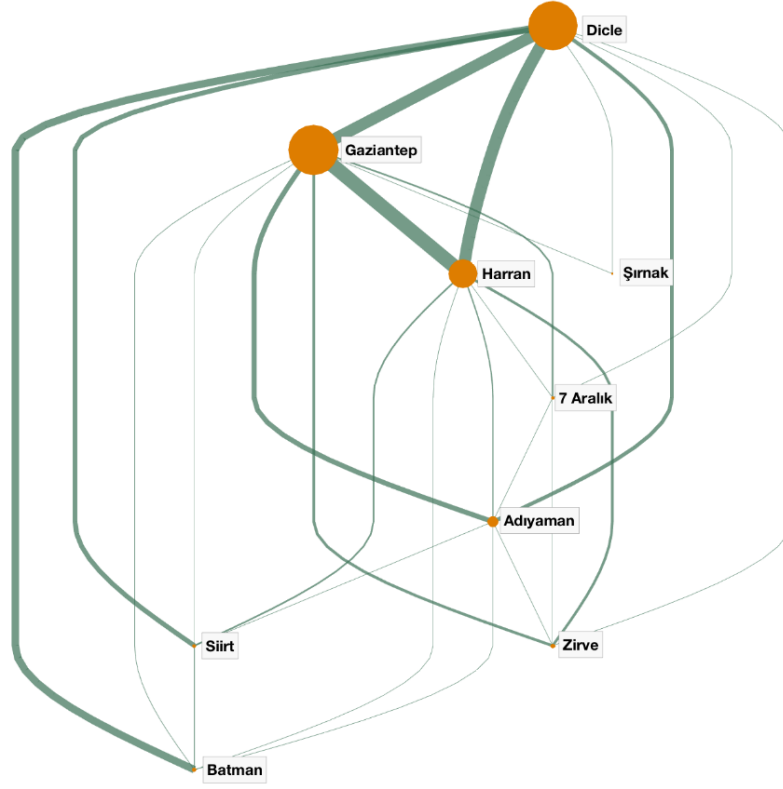 Dicle
Gaziantep
Harran
Şırnak
7 Aralık
Adıyaman
Siirt
Zirve
Batman